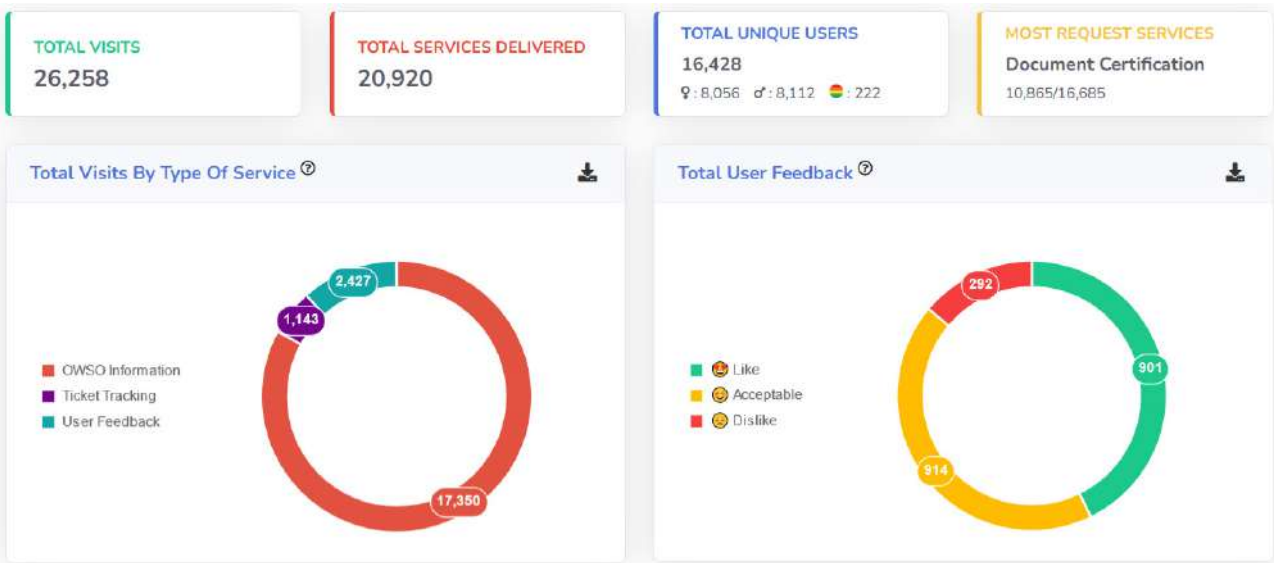 TOTAL VISITS
26,258
TOTAL SERVICES DELIVERED
20,920
TOTAL UNIQUE USERS
16,428
♀ : 8,056 ♂ : 8,112 : 222
MOST REQUEST SERVICES
Document Certification
10,865/16,685
Total Visits By Type Of Service ?
2,427
1,143
17,350
OWSO Information
Ticket Tracking
User Feedback
Total User Feedback ?
292
901
914
Like
Acceptable
Dislike